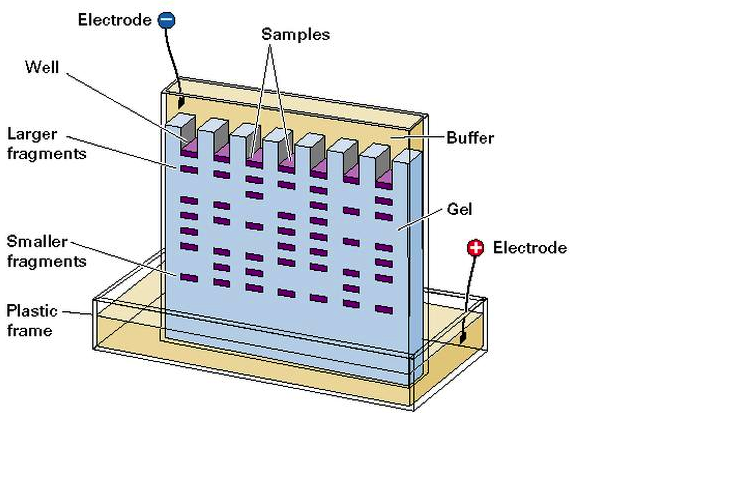 Electrode −
Samples
Well
Larger
fragments
Buffer
Gel
Smaller
fragments
+ Electrode
Plastic
frame